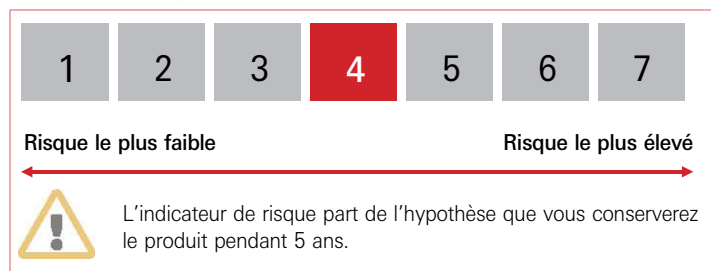 1 2 3 4 5 6 7
Risque le plus faible Risque le plus élevé
L'indicateur de risque part de l'hypothèse que vous conserverez
le produit pendant 5 ans.